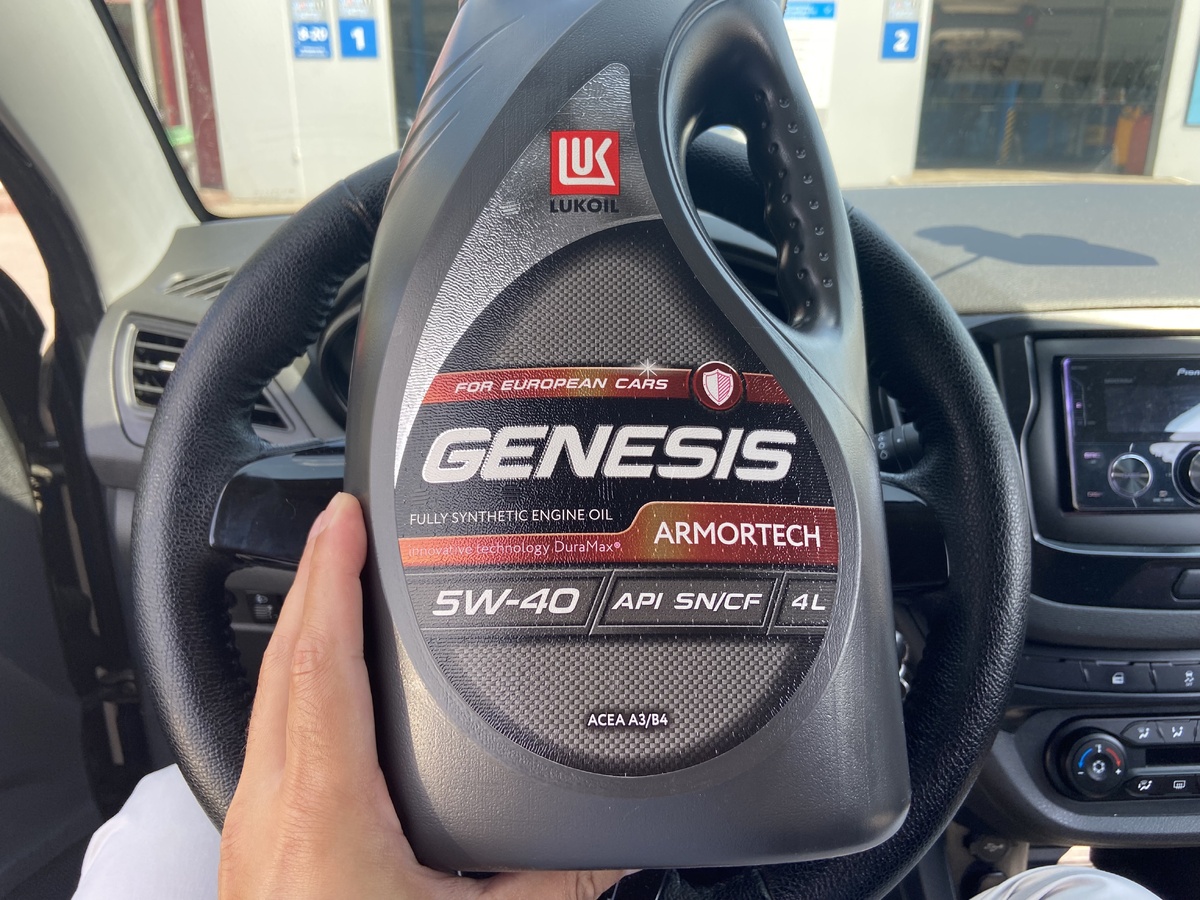 1
2
LUK
LUKOIL
FOR EUROPEAN CARS
GENESIS
FULLY SYNTHETIC ENGINE OIL
ARMORTECH
innovative technology DuraMax®
5W-40
API SN/CF
4L
ACEA A3/B4